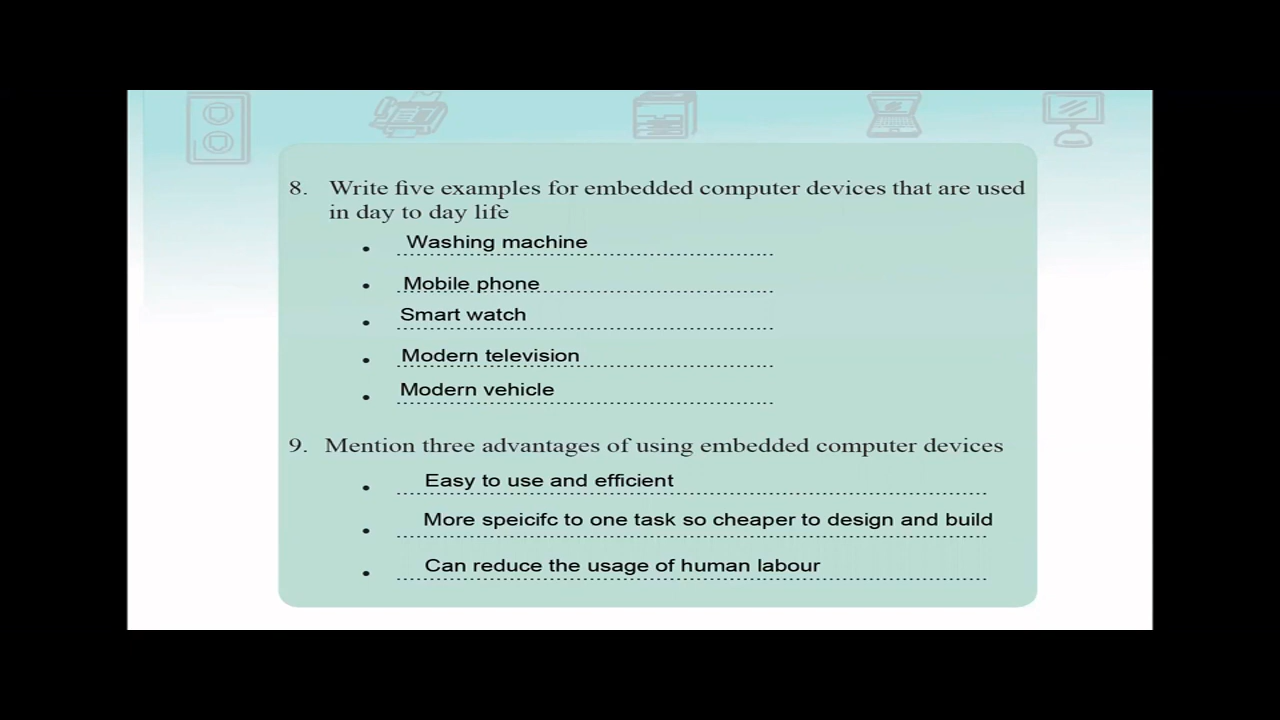 8. Write five examples for embedded computer devices that are used
in day to day life
• Washing machine
• Mobile phone
• Smart watch
• Modern television
• Modern vehicle
9. Mention three advantages of using embedded computer devices
• Easy to use and efficient
• More speicifc to one task so cheaper to design and build
• Can reduce the usage of human labour